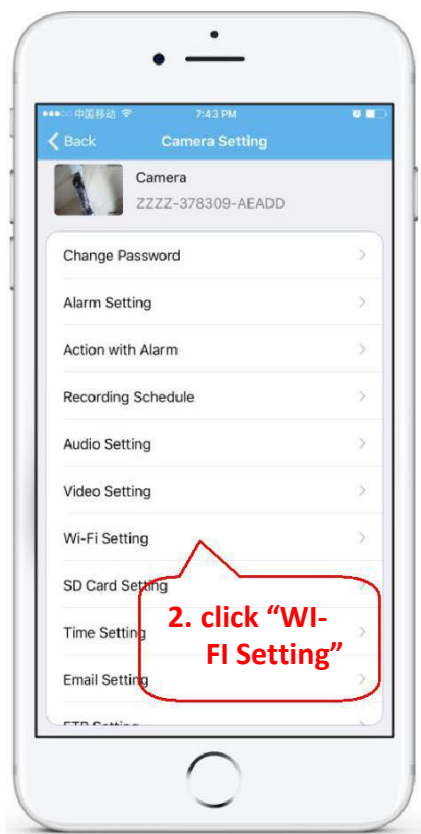 中国移动 7:43 PM
Back Camera Setting
Camera
ZZZZ-378309-AEADD
Change Password
Alarm Setting
Action with Alarm
Recording Schedule
Audio Setting
Video Setting
Wi-Fi Setting
SD Card Setting
Time Setting
Email Setting
FTP Setting
2. click “WI-
FI Setting”